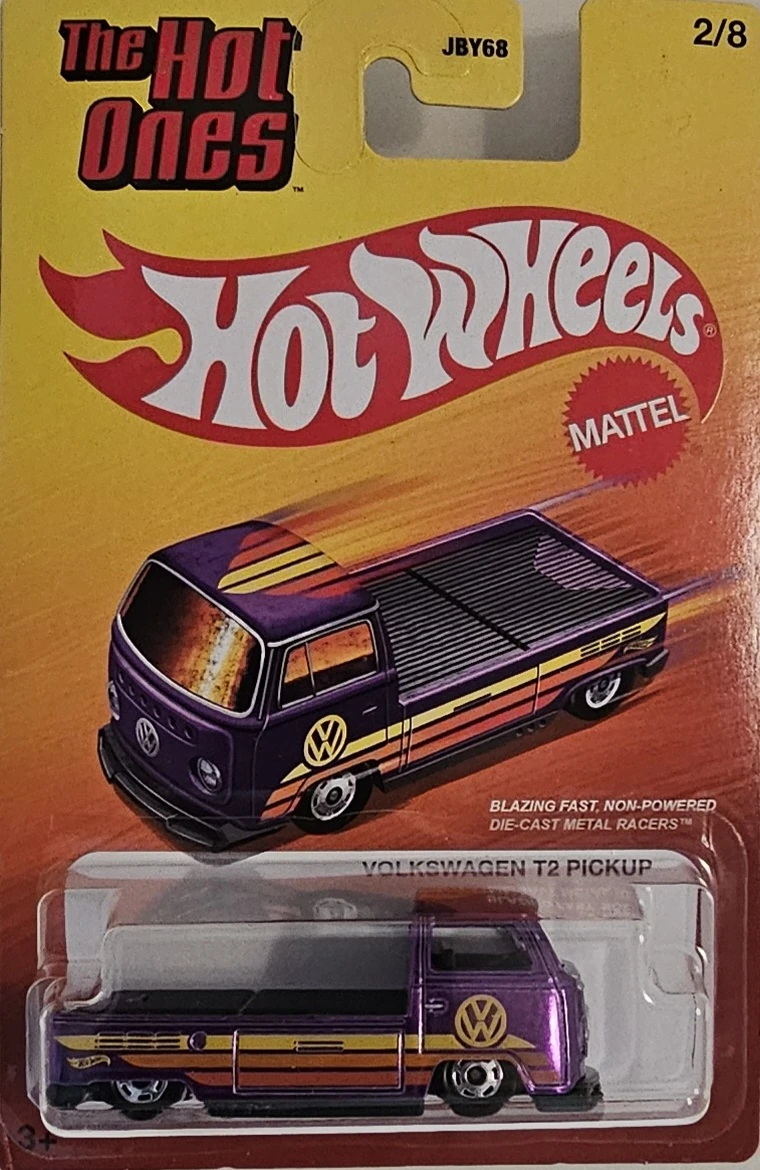 The Hot
Ones™
JBY68
2/8
Hot Wheels®
MATTEL
BLAZING FAST, NON-POWERED
DIE-CAST METAL RACERS™
VOLKSWAGEN T2 PICKUP
3+